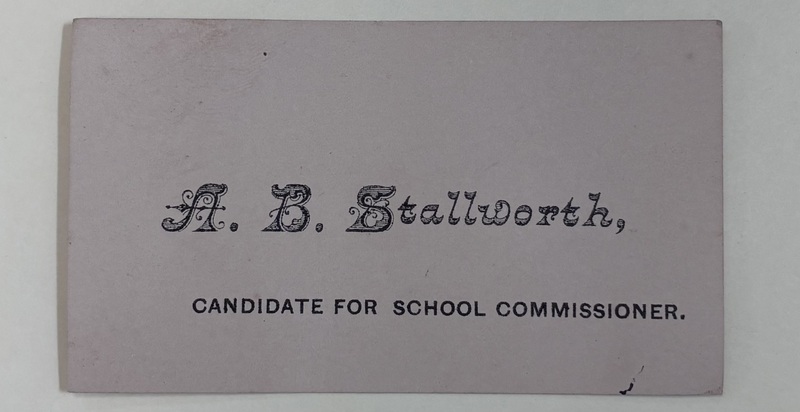 A. B. Stallworth,
CANDIDATE FOR SCHOOL COMMISSIONER.